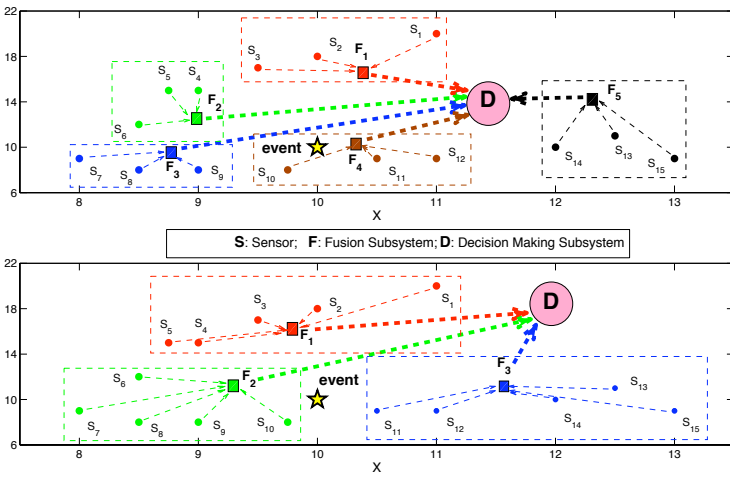 22
18
14
10
6
S1
S2
S3
F1
S5
S4
F2
S6
D
F5
event
S7
S8
F3
S9
S10
F4
S11
S12
S14
S13
S15
8 9 10 11 12 13
X
S: Sensor; F: Fusion Subsystem; D: Decision Making Subsystem
22
18
14
10
6
S1
S2
S3
S5
S4
F1
D
S6
F2
event
F3
S7
S8
S9
S10
S11
S12
S13
S14
S15
8 9 10 11 12 13
X